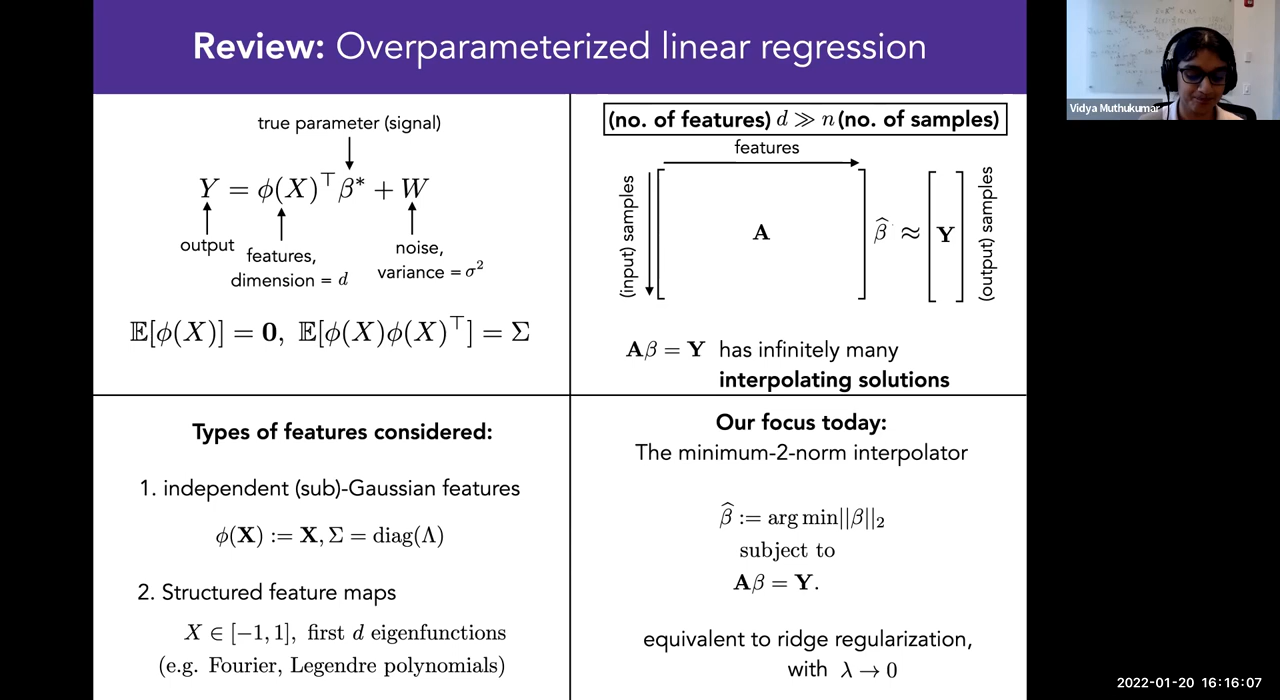 Review: Overparameterized linear regression
true parameter (signal)
Y = ϕ(X)^⊤ β* + W
output
features,
dimension = d
noise,
variance = σ²
𝔼[ϕ(X)] = 0, 𝔼[ϕ(X)ϕ(X)^⊤] = Σ
(no. of features) d ≫ n (no. of samples)
features
(input) samples
A
β̂ ≈
Y
(output) samples
Aβ = Y has infinitely many
interpolating solutions
Types of features considered:
1. independent (sub)-Gaussian features
ϕ(X) := X, Σ = diag(Λ)
2. Structured feature maps
X ∈ [−1, 1], first d eigenfunctions
(e.g. Fourier, Legendre polynomials)
Our focus today:
The minimum-2-norm interpolator
β̂ := arg min||β||₂
subject to
Aβ = Y.
equivalent to ridge regularization,
with λ → 0
Vidya Muthukumar
2022-01-20 16:16:07